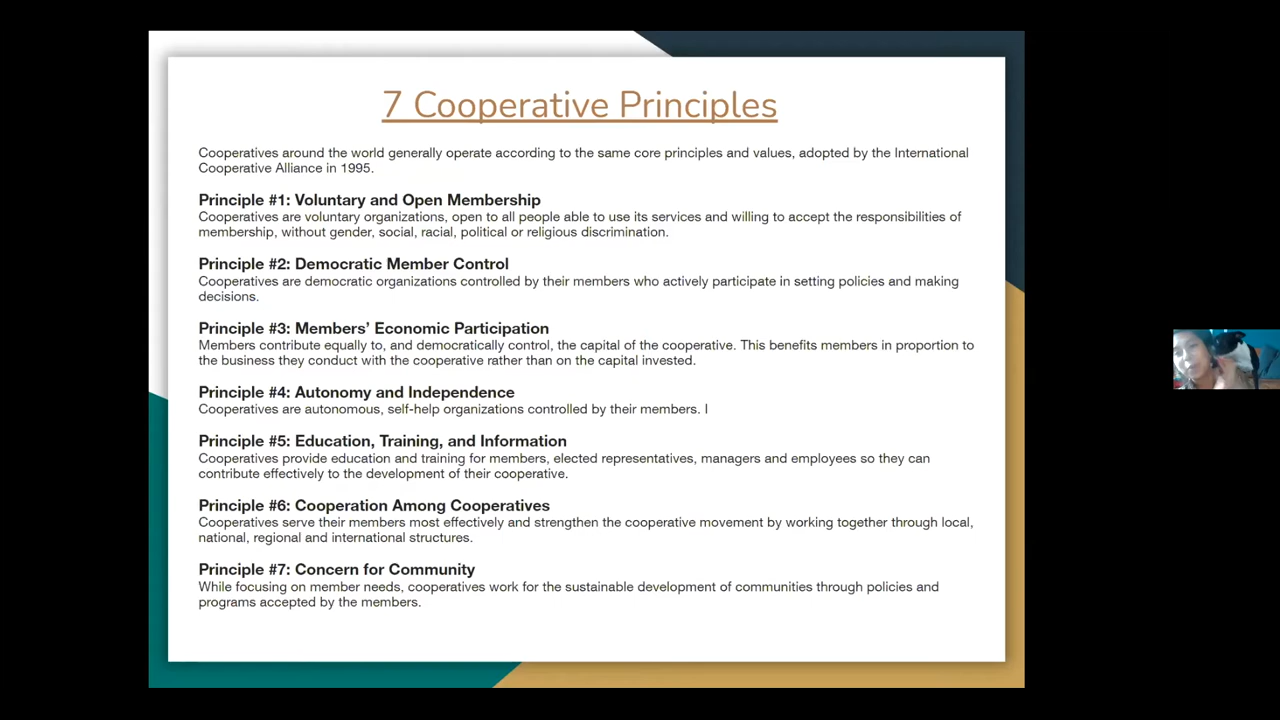 7 Cooperative Principles
Cooperatives around the world generally operate according to the same core principles and values, adopted by the International
Cooperative Alliance in 1995.
Principle #1: Voluntary and Open Membership
Cooperatives are voluntary organizations, open to all people able to use its services and willing to accept the responsibilities of
membership, without gender, social, racial, political or religious discrimination.
Principle #2: Democratic Member Control
Cooperatives are democratic organizations controlled by their members who actively participate in setting policies and making
decisions.
Principle #3: Members’ Economic Participation
Members contribute equally to, and democratically control, the capital of the cooperative. This benefits members in proportion to
the business they conduct with the cooperative rather than on the capital invested.
Principle #4: Autonomy and Independence
Cooperatives are autonomous, self-help organizations controlled by their members. I
Principle #5: Education, Training, and Information
Cooperatives provide education and training for members, elected representatives, managers and employees so they can
contribute effectively to the development of their cooperative.
Principle #6: Cooperation Among Cooperatives
Cooperatives serve their members most effectively and strengthen the cooperative movement by working together through local,
national, regional and international structures.
Principle #7: Concern for Community
While focusing on member needs, cooperatives work for the sustainable development of communities through policies and
programs accepted by the members.